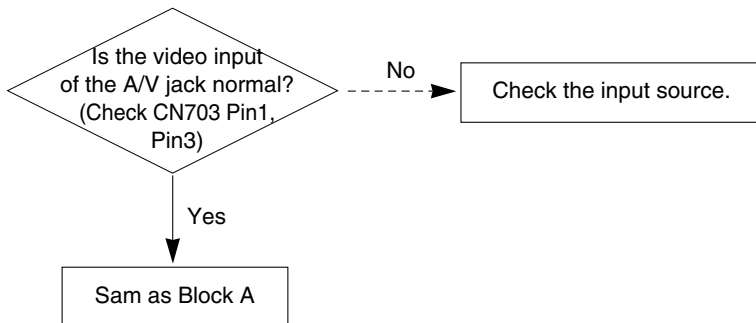 Is the video input
of the A/V jack normal?
(Check CN703 Pin1,
Pin3)
No
Check the input source.
Yes
Sam as Block A